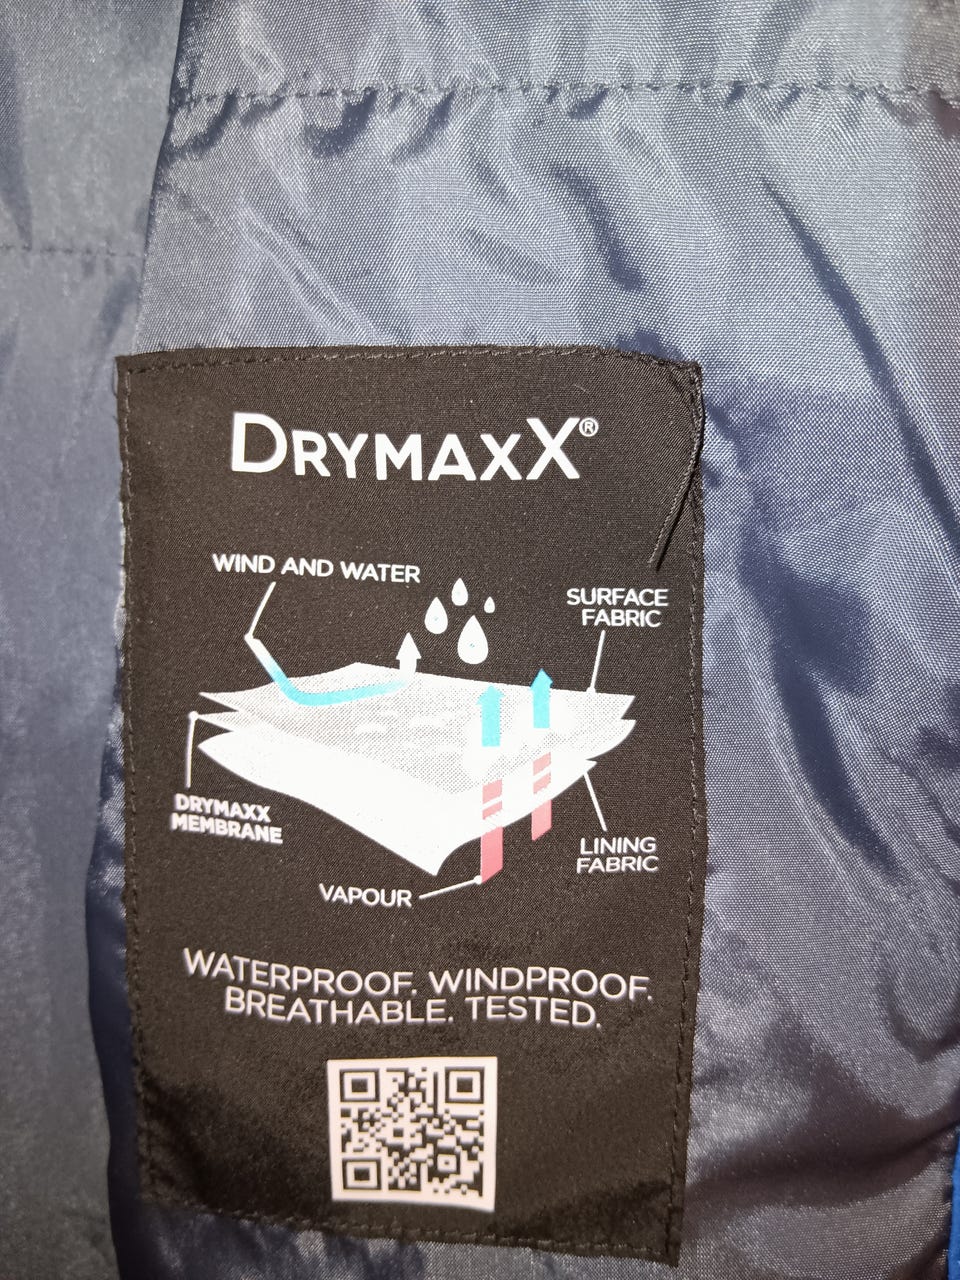 DRYMAXX®
WIND AND WATER
SURFACE
FABRIC
DRYMAXX
MEMBRANE
LINING
FABRIC
VAPOUR
WATERPROOF. WINDPROOF.
BREATHABLE. TESTED.